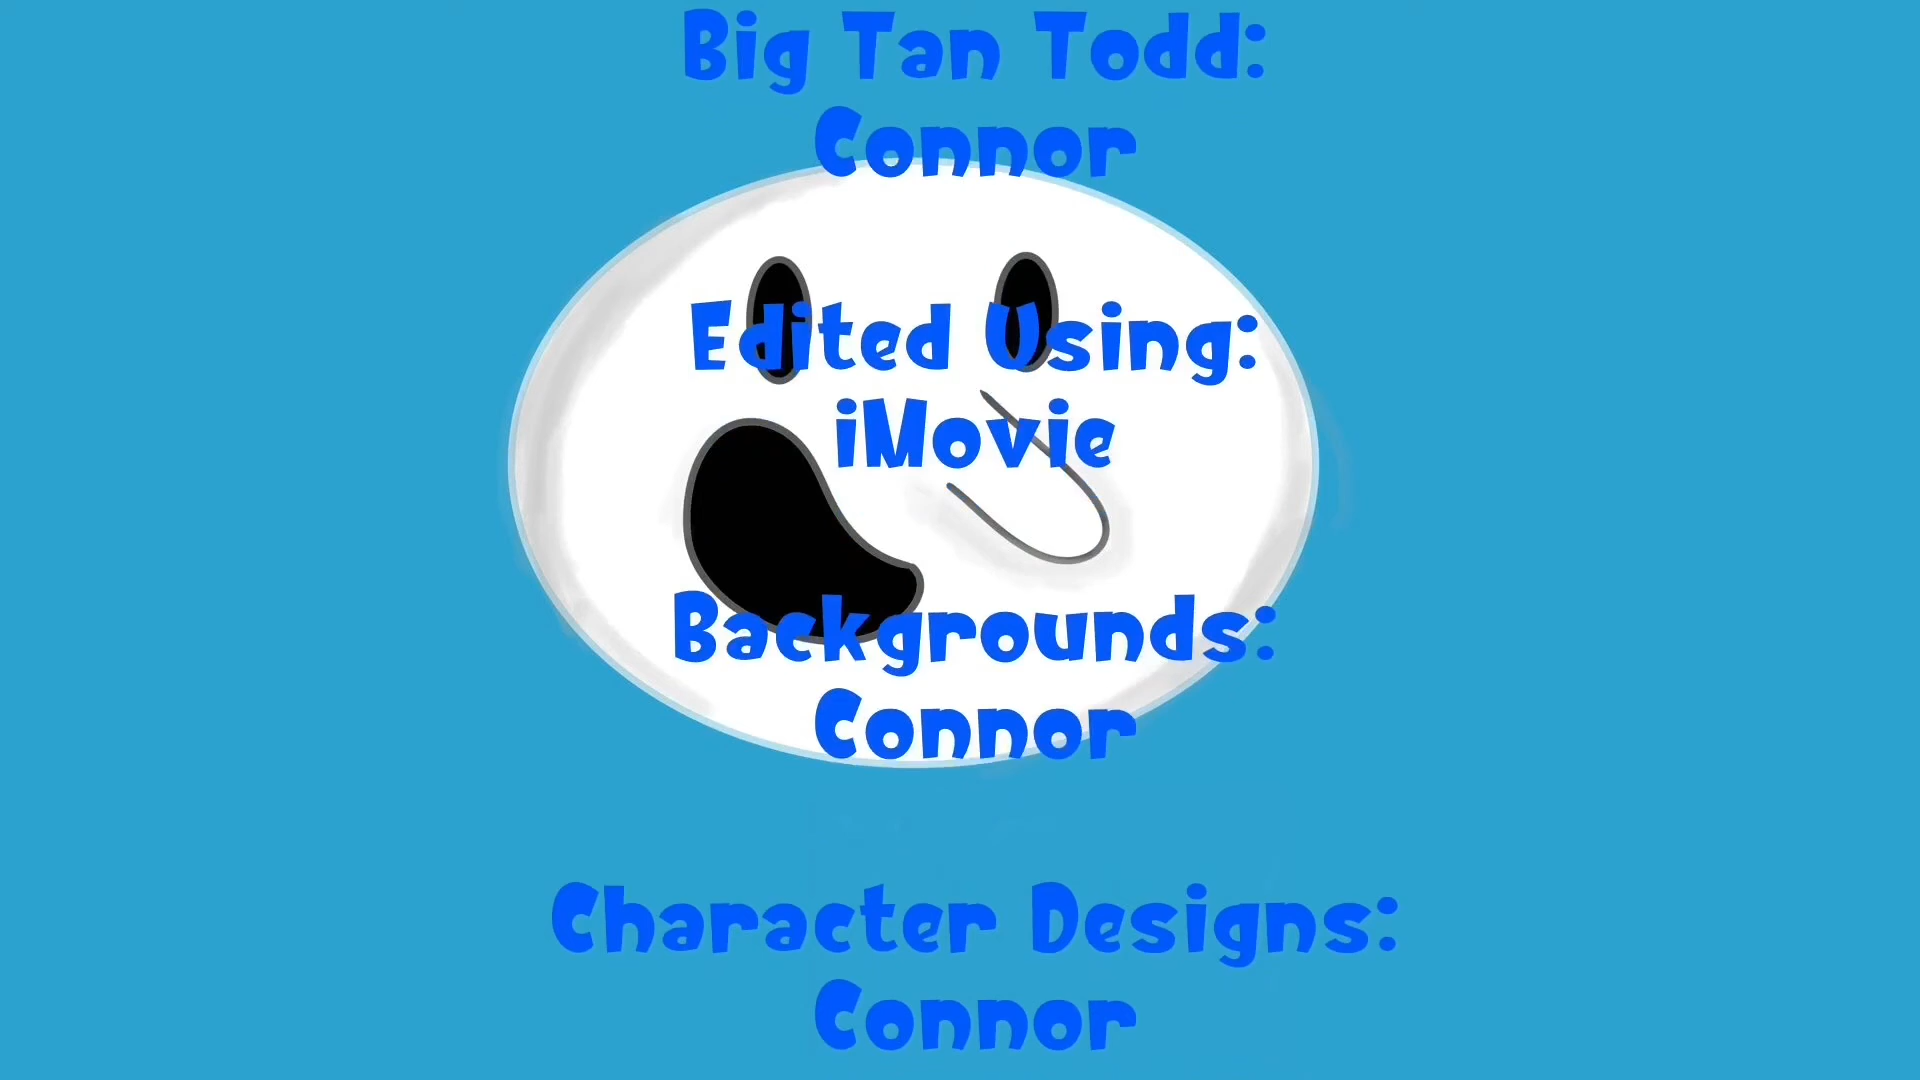 Big Tan Todd:
Connor
Edited Using:
iMovie
Backgrounds:
Connor
Character Designs:
Connor